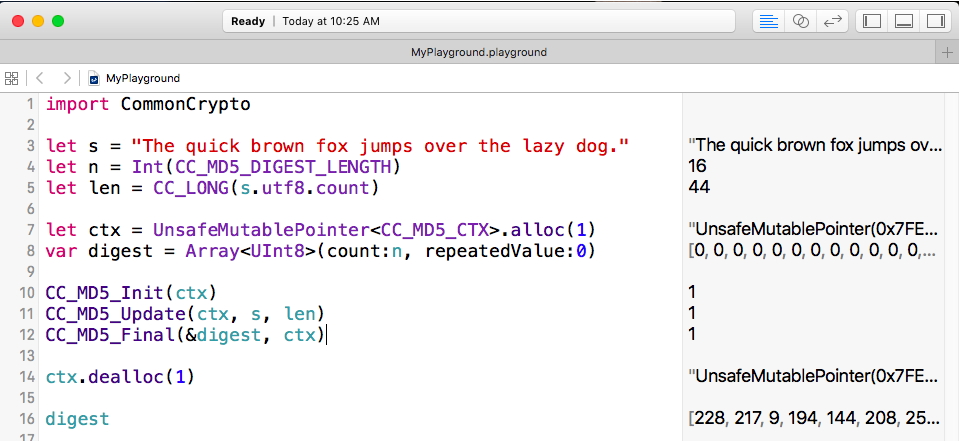 Ready | Today at 10:25 AM
MyPlayground.playground
MyPlayground
1 import CommonCrypto
2
3 let s = "The quick brown fox jumps over the lazy dog." "The quick brown fox jumps ov...
4 let n = Int(CC_MD5_DIGEST_LENGTH) 16
5 let len = CC_LONG(s.utf8.count) 44
6
7 let ctx = UnsafeMutablePointer<CC_MD5_CTX>.alloc(1) "UnsafeMutablePointer(0x7FE...
8 var digest = Array<UInt8>(count:n, repeatedValue:0) [0, 0, 0, 0, 0, 0, 0, 0, 0, 0, 0, 0,...
9
10 CC_MD5_Init(ctx) 1
11 CC_MD5_Update(ctx, s, len) 1
12 CC_MD5_Final(&digest, ctx) 1
13
14 ctx.dealloc(1) "UnsafeMutablePointer(0x7FE...
15
16 digest [228, 217, 9, 194, 144, 208, 25...
17